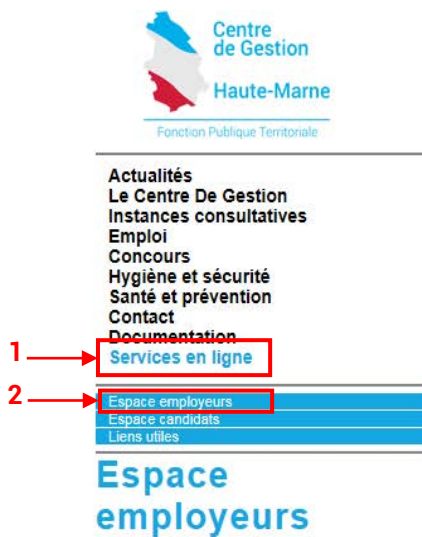 Centre
de Gestion
Haute-Marne
Fonction Publique Territoriale
Actualités
Le Centre De Gestion
Instances consultatives
Emploi
Concours
Hygiène et sécurité
Santé et prévention
Contact
Documentation
1 Services en ligne
2 Espace employeurs
Espace candidats
Liens utiles
Espace
employeurs